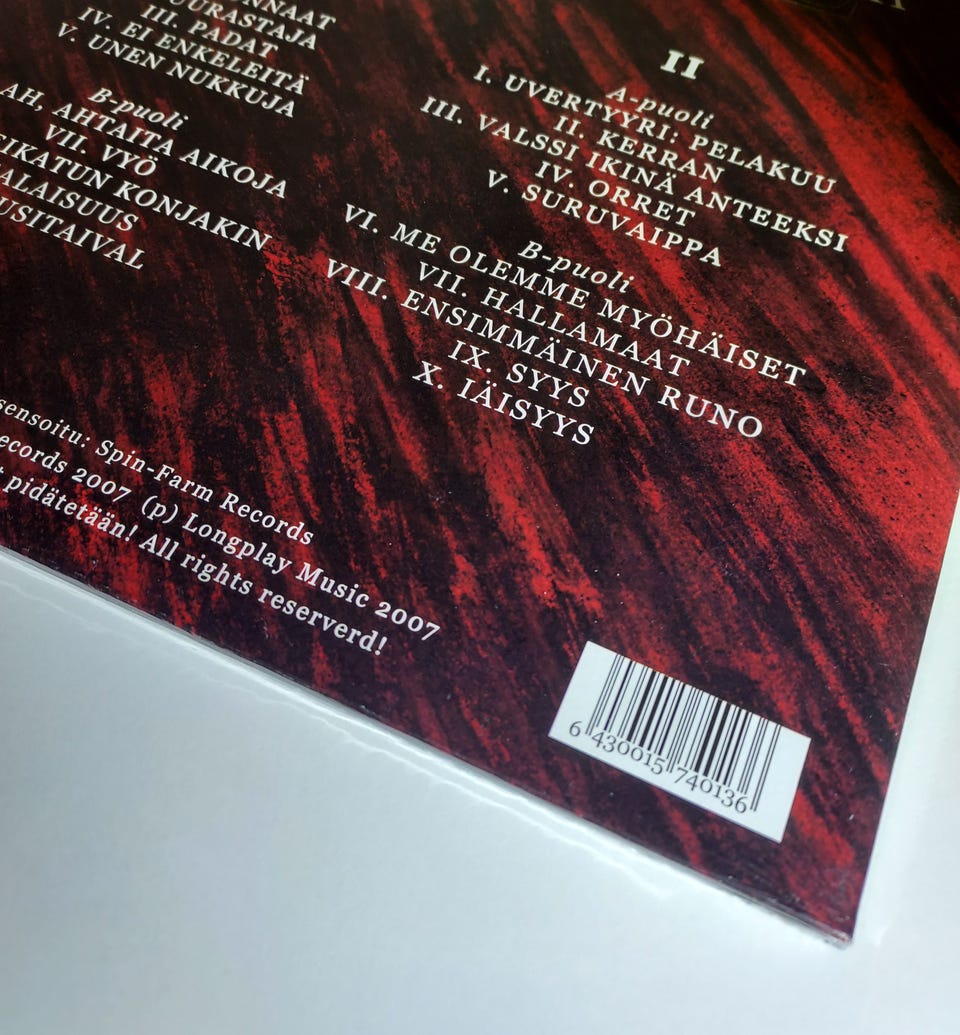 III. PADAT
IV. EI ENKELEITÄ
V. UNEN NUKKUJA
B-puoli
AH, AHTAITA AIKOJA
VII. VYÖ
KONJAKIN
II
A-puoli
I. UVERTYYRI: PELAKUU
II. KERRAN
III. VALSSI IKINÄ ANTEEKSI
IV. ORRET
V. SURUVAIPPA
B-puoli
VI. ME OLEMME MYÖHÄISET
VII. HALLAMAAT
VIII. ENSIMMÄINEN RUNO
IX. SYYS
X. IÄISYYS
Spin-Farm Records
2007 (p) Longplay Music 2007
pidätetään! All rights reserverd!
6 430015 740136